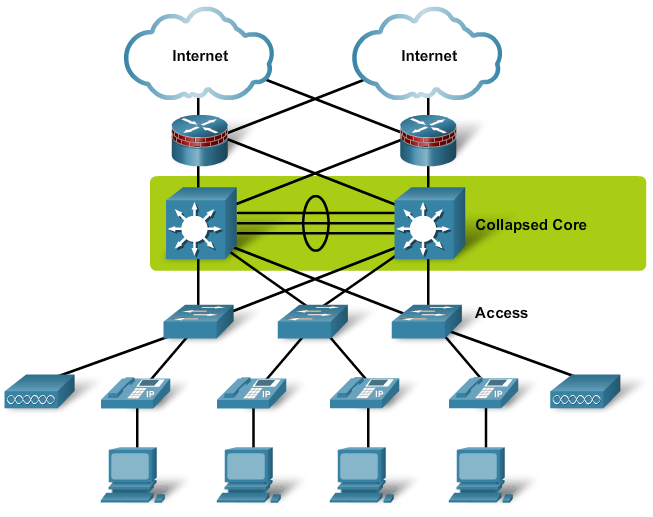 Internet
Internet
Collapsed Core
Access
IP
IP
IP
IP